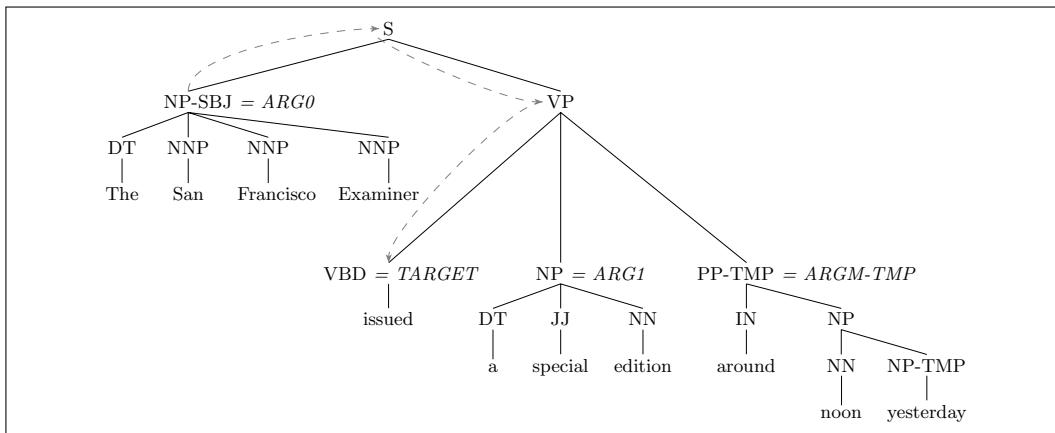 S
NP-SBJ = ARG0 VP
DT NNP NNP NNP
The San Francisco Examiner
VBD = TARGET NP = ARG1 PP-TMP = ARGM-TMP
issued DT JJ NN IN NP
a special edition around NN NP-TMP
noon yesterday